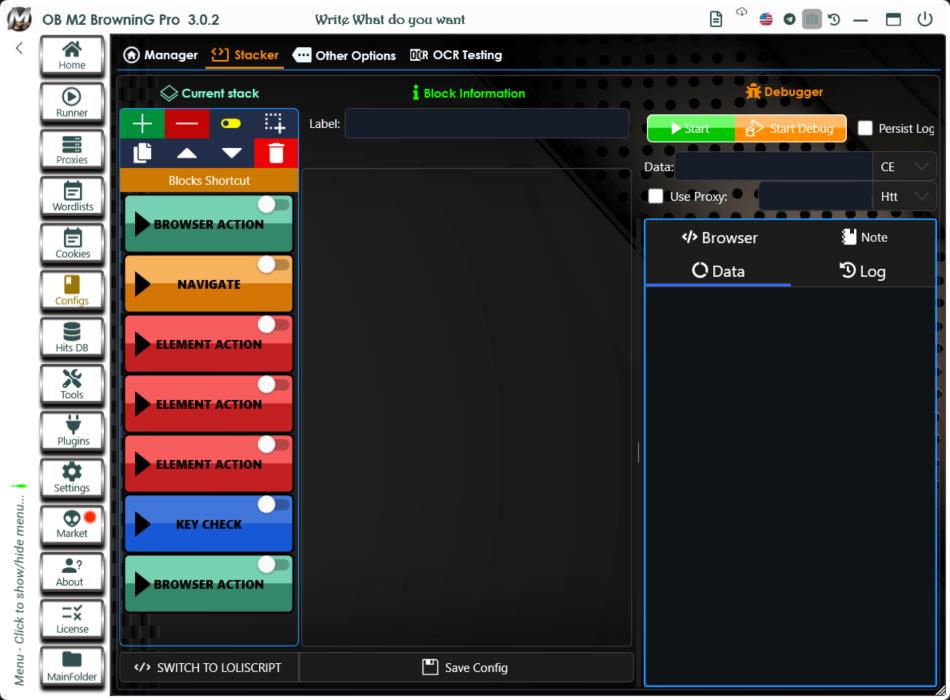 OB M2 BrowninG Pro 3.0.2
Write What do you want
Home
Runner
Proxies
Wordlists
Cookies
Configs
Hits DB
Tools
Plugins
Settings
Market
About
License
MainFolder
Menu - Click to show/hide menu...
Manager
Stacker
Other Options
OCR OCR Testing
Current stack
Block Information
Debugger
Blocks Shortcut
BROWSER ACTION
NAVIGATE
ELEMENT ACTION
ELEMENT ACTION
ELEMENT ACTION
KEY CHECK
BROWSER ACTION
</> SWITCH TO LOLISCRIPT
Label:
Save Config
Start
Start Debug
Persist Log
Data:
CE
Use Proxy:
Htt
</> Browser
Note
Data
Log